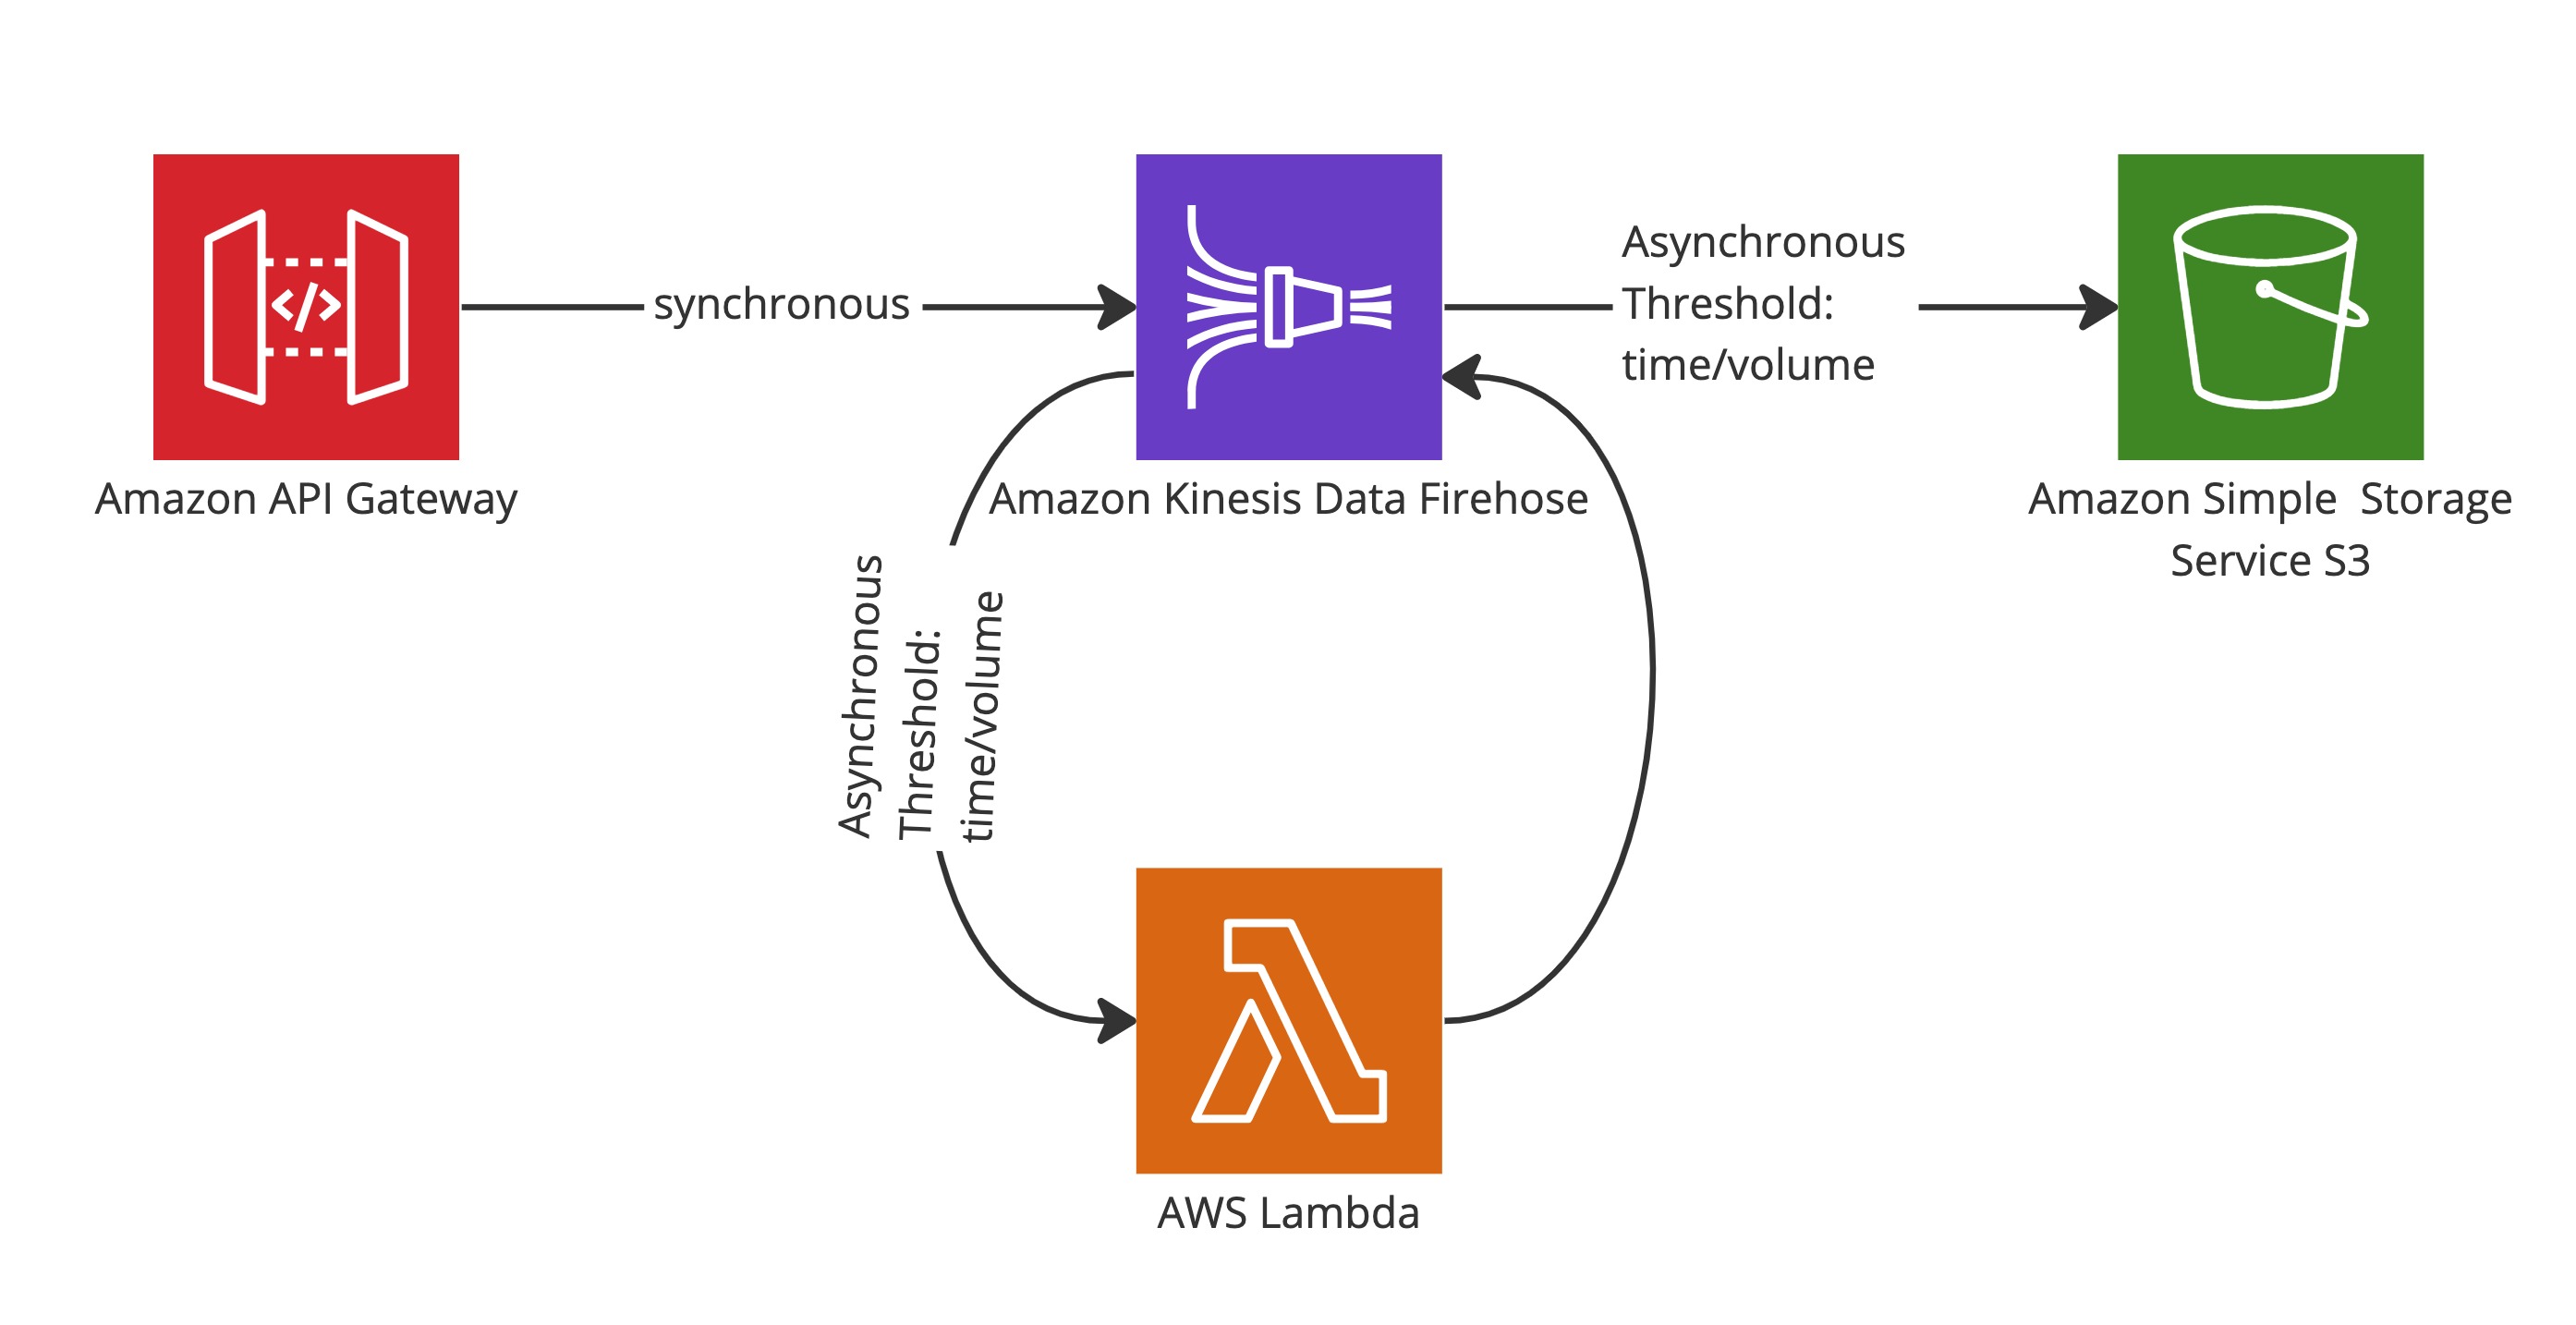 </>
synchronous
Asynchronous
Threshold:
time/volume
Amazon API Gateway
Amazon Kinesis Data Firehose
Amazon Simple  Storage
Service S3
Asynchronous
Threshold:
time/volume
AWS Lambda